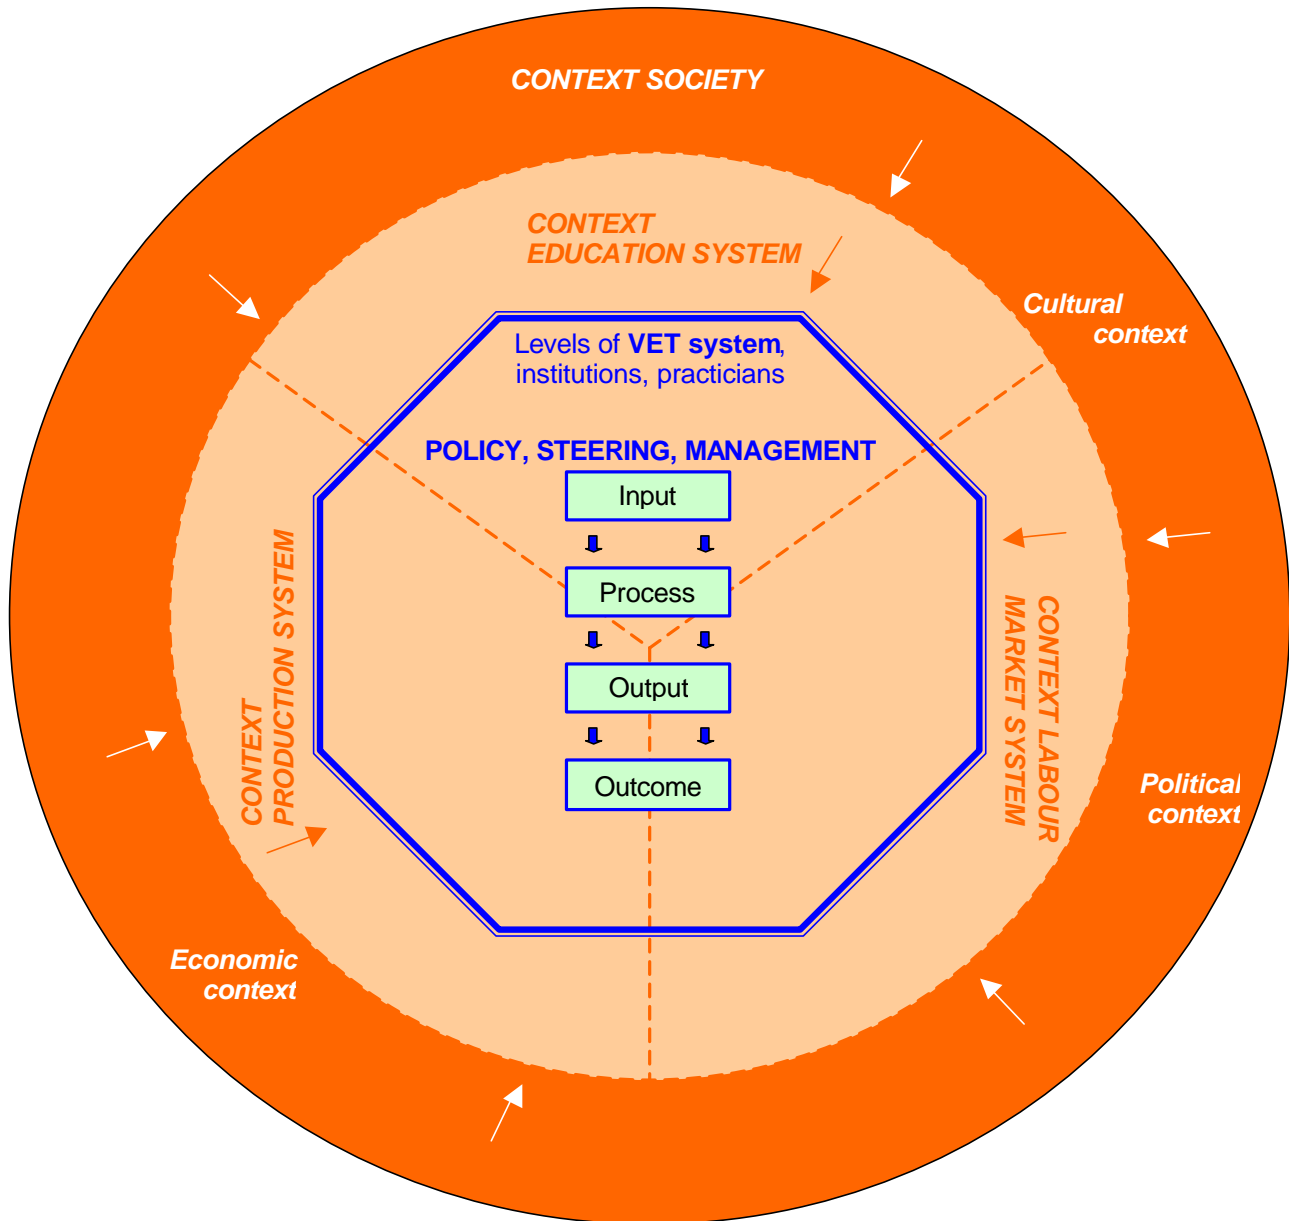 CONTEXT SOCIETY
CONTEXT
EDUCATION SYSTEM
Cultural
context
Levels of VET system,
institutions, practicians
POLICY, STEERING, MANAGEMENT
Input
Process
Output
Outcome
CONTEXT
PRODUCTION SYSTEM
CONTEXT LABOUR
MARKET SYSTEM
Political
context
Economic
context